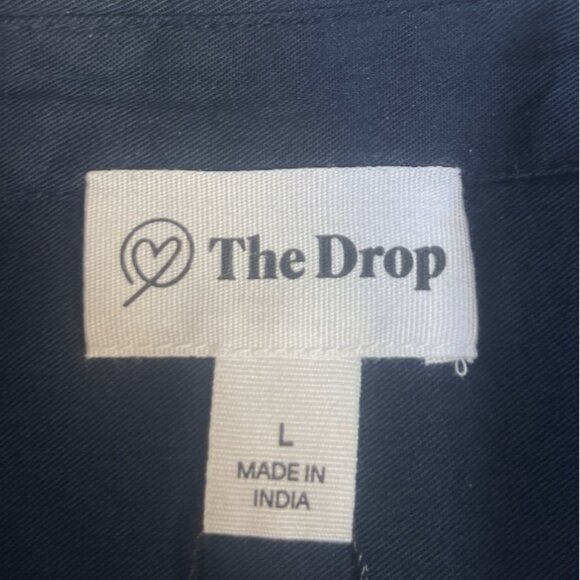 The Drop
L
MADE IN
INDIA